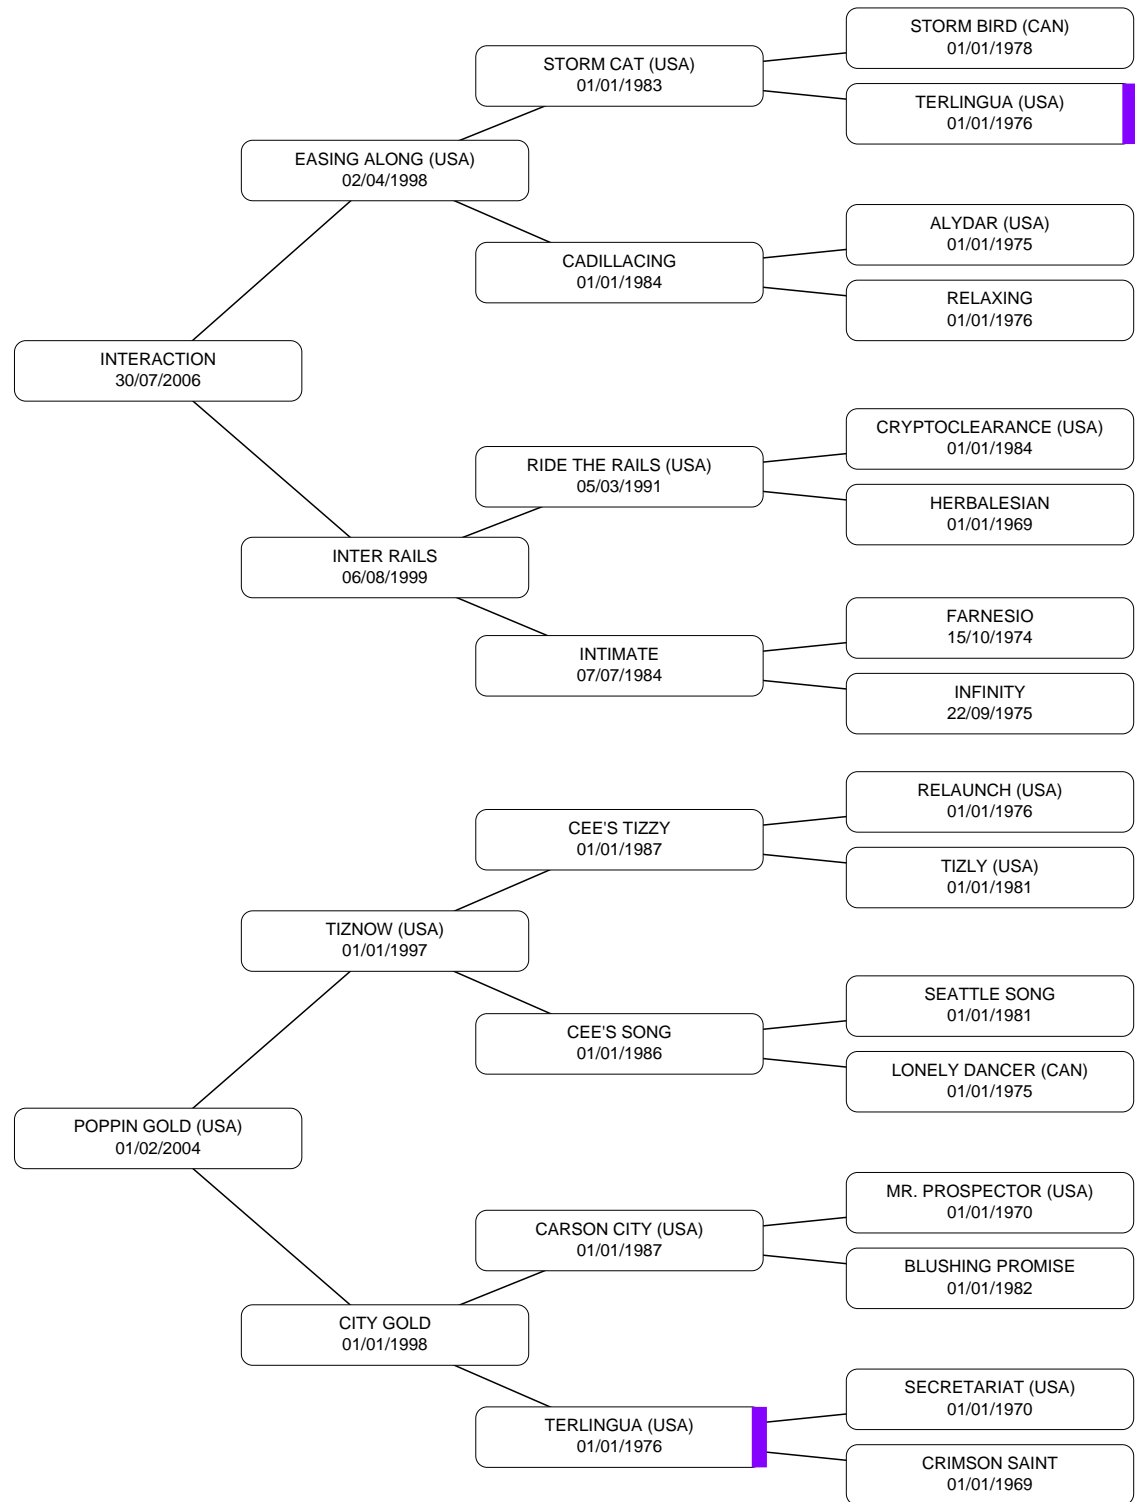 STORM BIRD (CAN)
01/01/1978
STORM CAT (USA)
01/01/1983
TERLINGUA (USA)
01/01/1976
EASING ALONG (USA)
02/04/1998
ALYDAR (USA)
01/01/1975
CADILLACING
01/01/1984
RELAXING
01/01/1976
INTERACTION
30/07/2006
CRYPTOCLEARANCE (USA)
01/01/1984
RIDE THE RAILS (USA)
05/03/1991
HERBALESIAN
01/01/1969
INTER RAILS
06/08/1999
FARNESIO
15/10/1974
INTIMATE
07/07/1984
INFINITY
22/09/1975
RELAUNCH (USA)
01/01/1976
CEE'S TIZZY
01/01/1987
TIZLY (USA)
01/01/1981
TIZNOW (USA)
01/01/1997
SEATTLE SONG
01/01/1981
CEE'S SONG
01/01/1986
LONELY DANCER (CAN)
01/01/1975
POPPIN GOLD (USA)
01/02/2004
MR. PROSPECTOR (USA)
01/01/1970
CARSON CITY (USA)
01/01/1987
BLUSHING PROMISE
01/01/1982
CITY GOLD
01/01/1998
SECRETARIAT (USA)
01/01/1970
TERLINGUA (USA)
01/01/1976
CRIMSON SAINT
01/01/1969